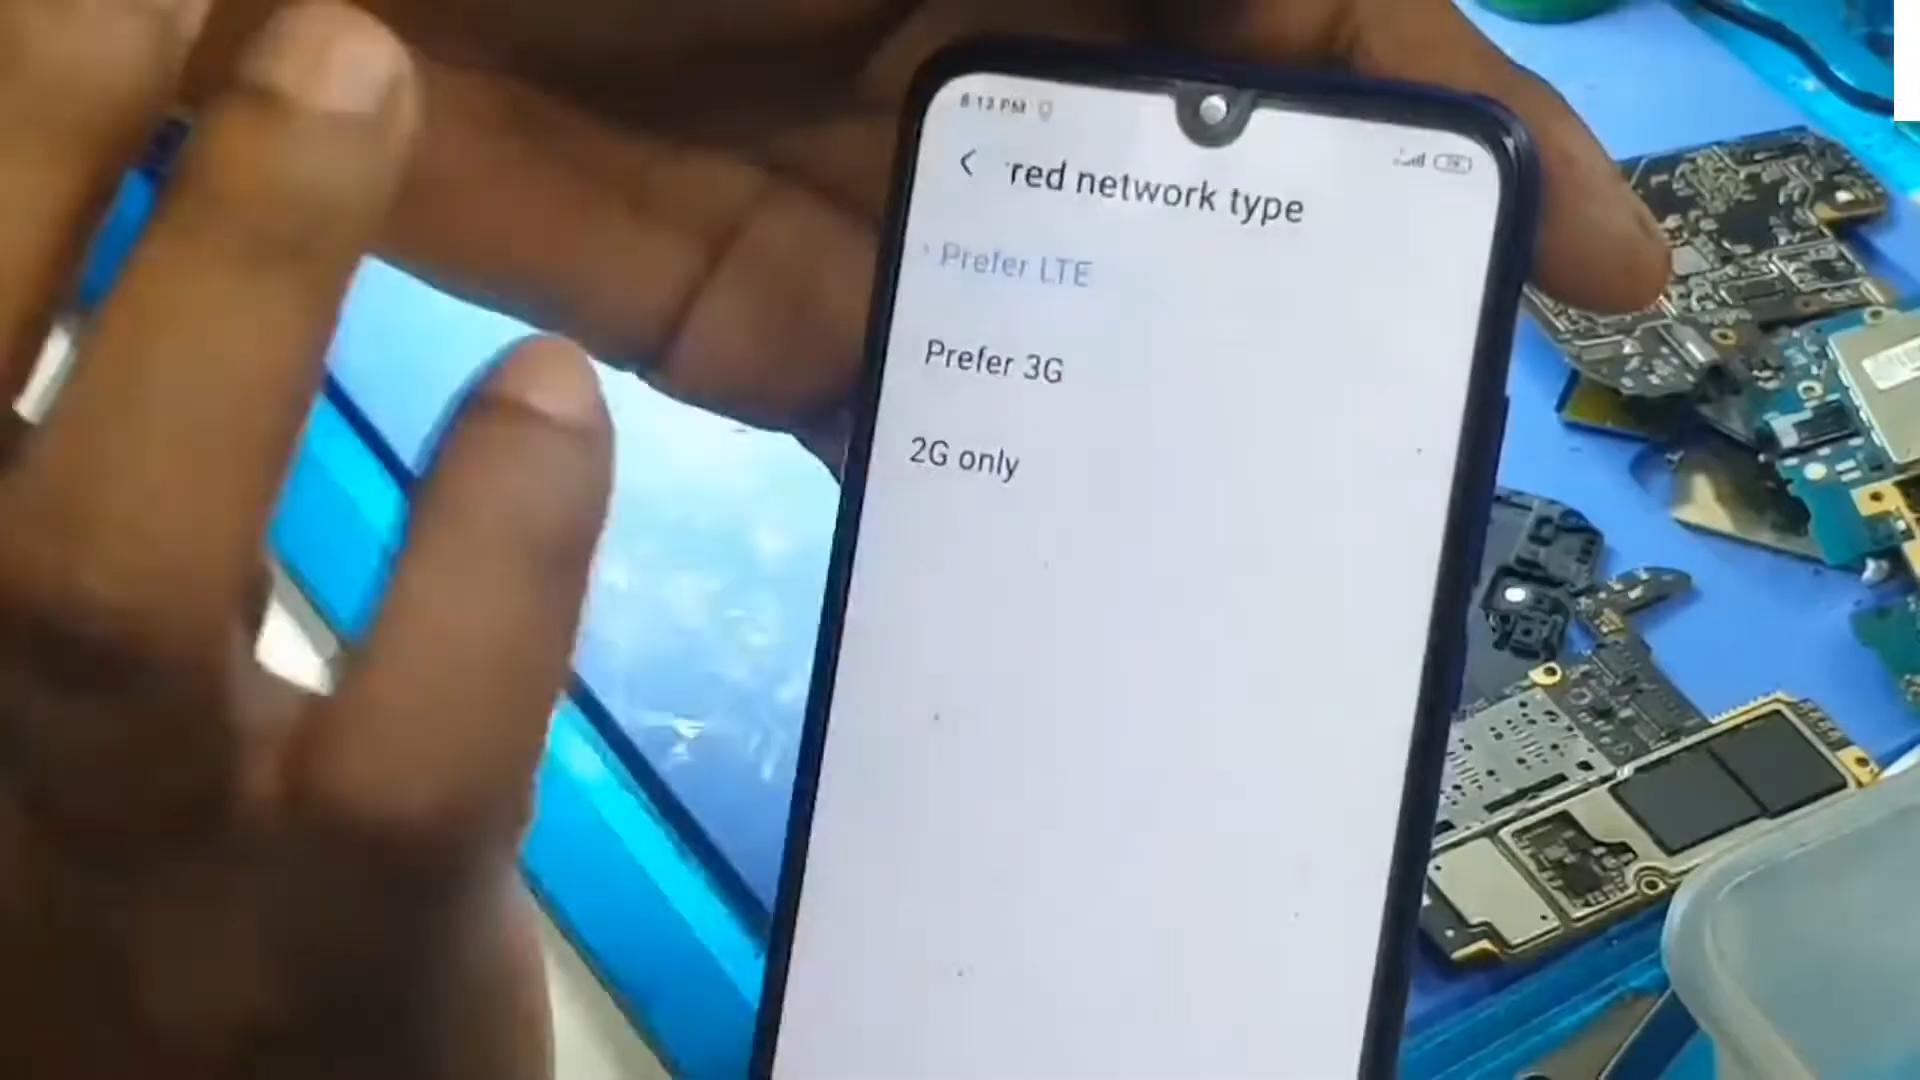 8:13 PM
red network type
Prefer LTE
Prefer 3G
2G only